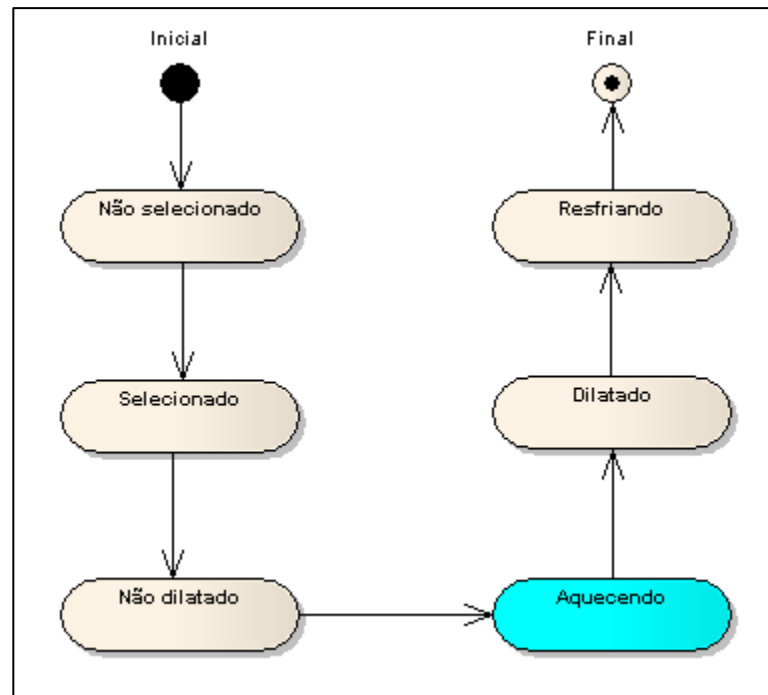 Inicial
Final
Não selecionado
Resfriando
Selecionado
Dilatado
Não dilatado
Aquecendo